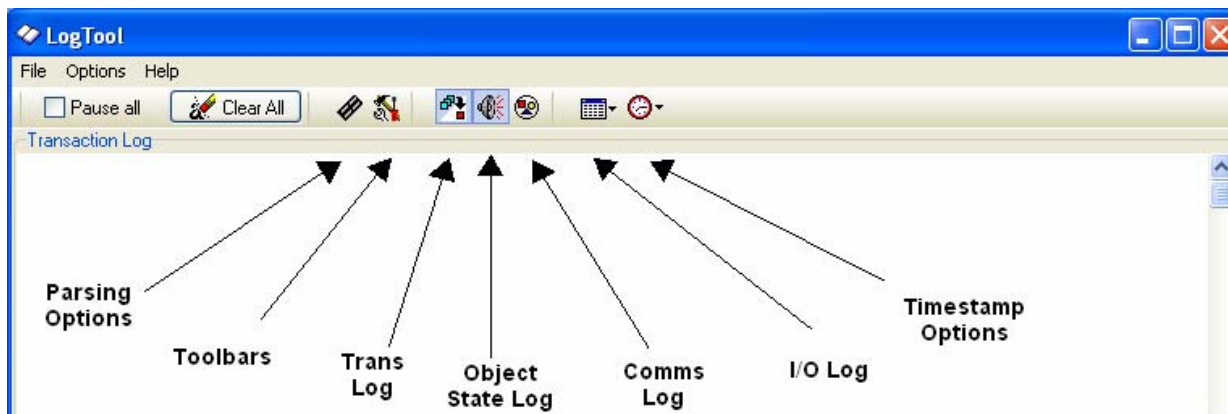 LogTool
File Options Help
Pause all Clear All
Transaction Log
Parsing
Options
Toolbars
Trans
Log
Object
State Log
Comms
Log
I/O Log
Timestamp
Options